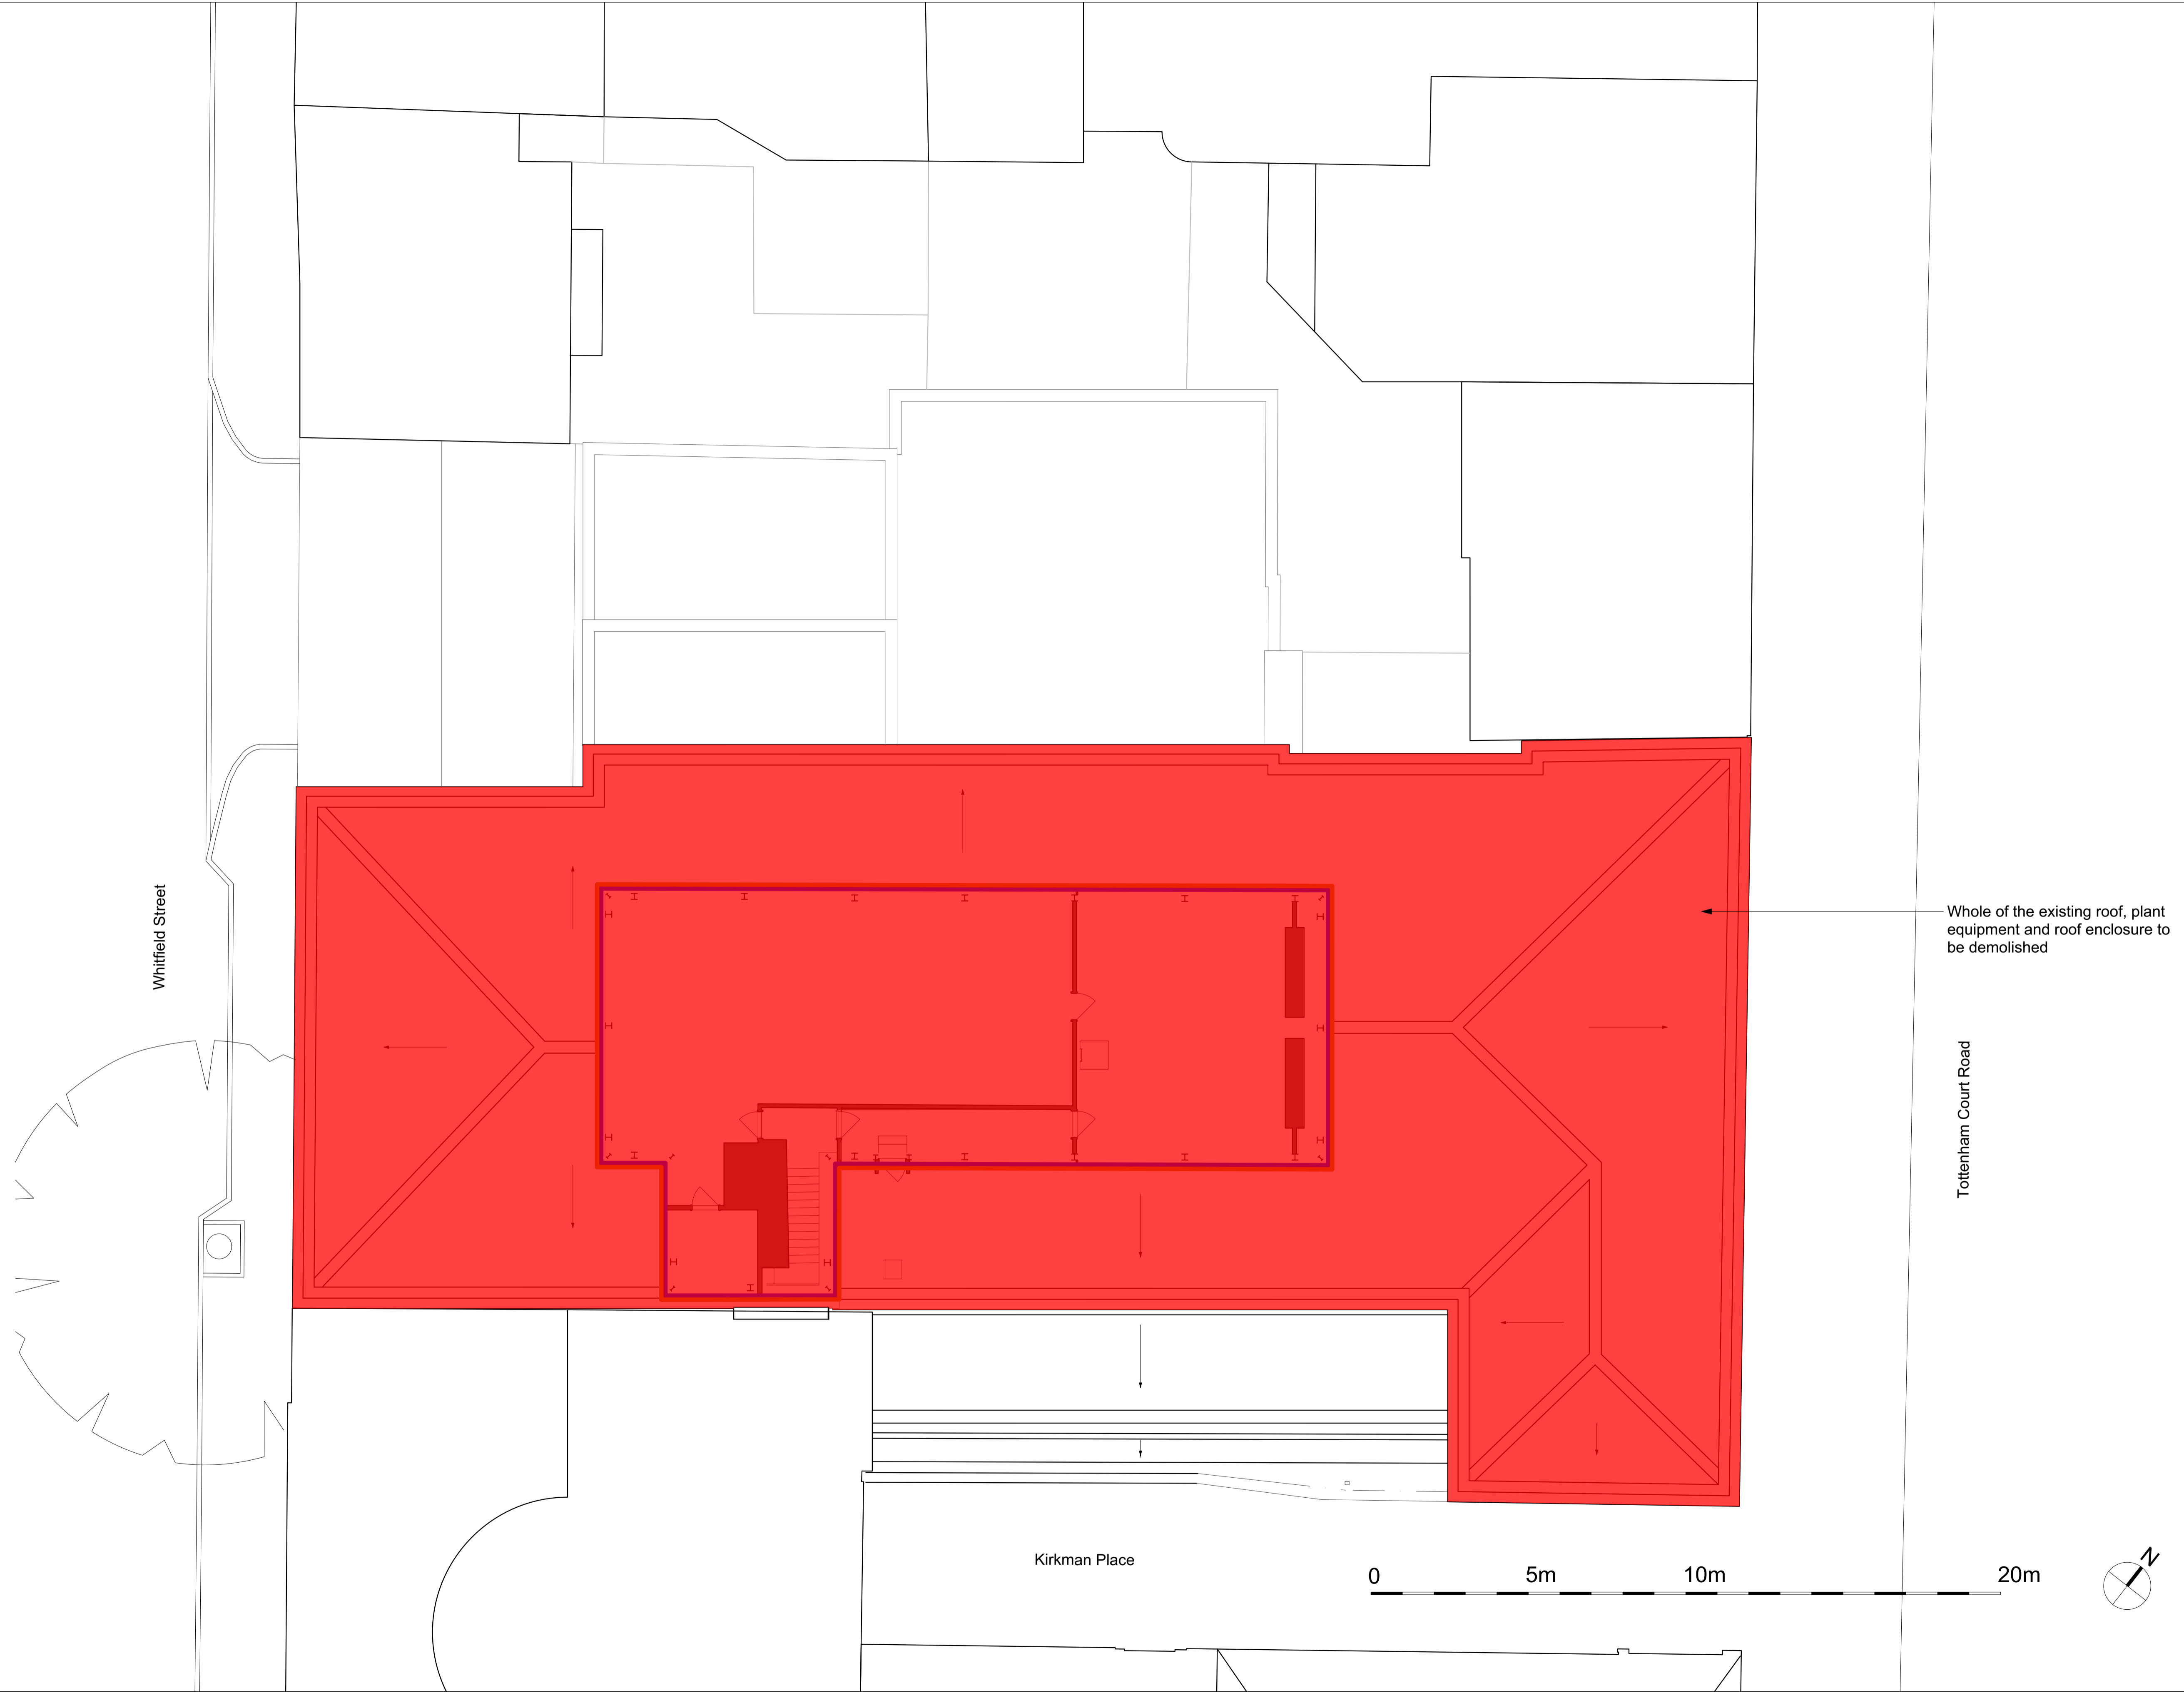 Whitfield Street
Whole of the existing roof, plant
equipment and roof enclosure to
be demolished
Tottenham Court Road
Kirkman Place
0 5m 10m 20m
N